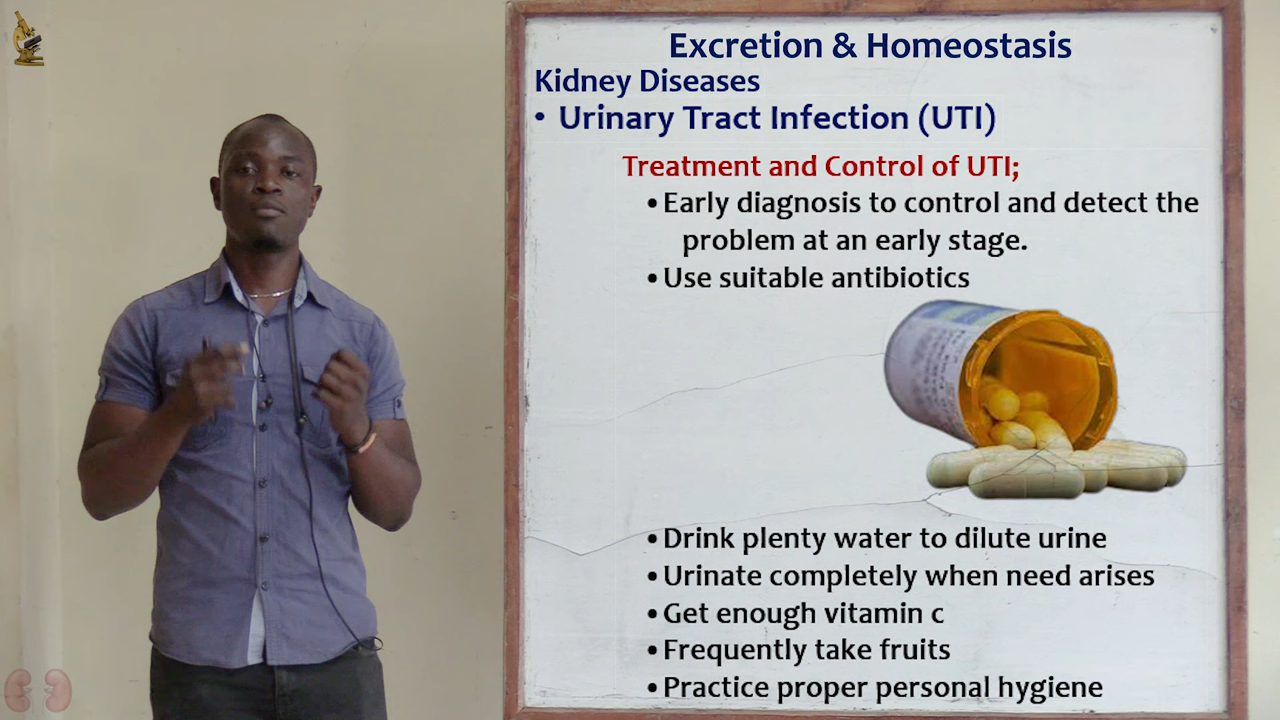 Excretion & Homeostasis
Kidney Diseases
• Urinary Tract Infection (UTI)
Treatment and Control of UTI;
• Early diagnosis to control and detect the
problem at an early stage.
• Use suitable antibiotics
• Drink plenty water to dilute urine
• Urinate completely when need arises
• Get enough vitamin c
• Frequently take fruits
• Practice proper personal hygiene